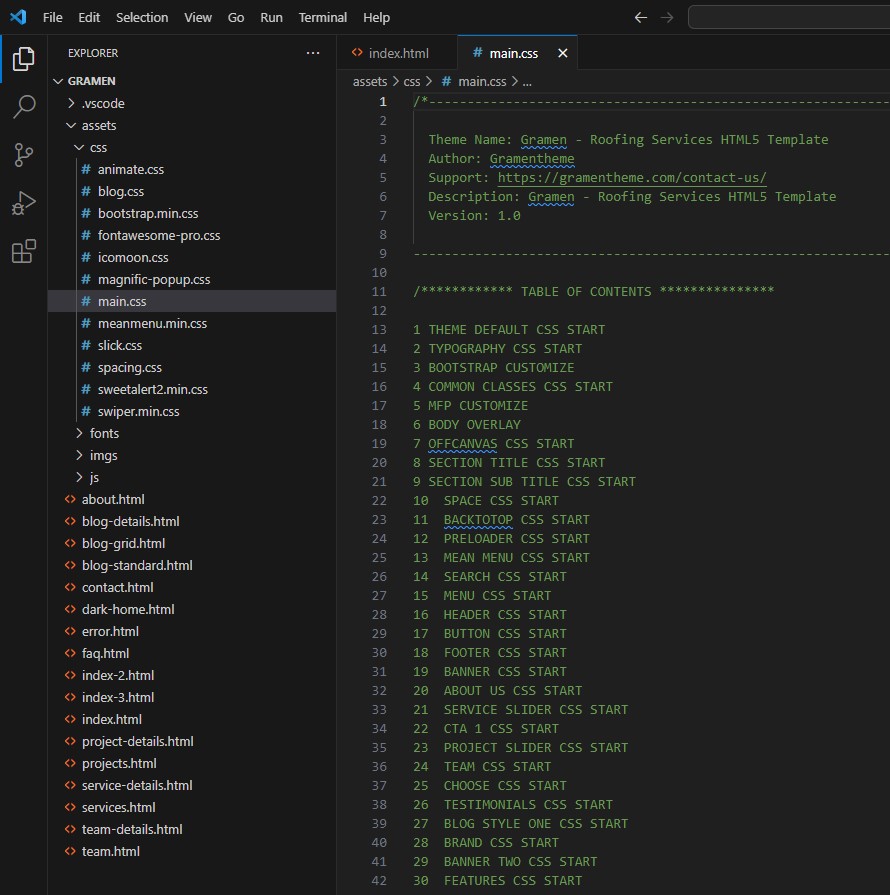 File Edit Selection View Go Run Terminal Help
EXPLORER ...
GRAMEN
.vscode
assets
css
# animate.css
# blog.css
# bootstrap.min.css
# fontawesome-pro.css
# icomoon.css
# magnific-popup.css
# main.css
# meanmenu.min.css
# slick.css
# spacing.css
# sweetalert2.min.css
# swiper.min.css
fonts
imgs
js
<> about.html
<> blog-details.html
<> blog-grid.html
<> blog-standard.html
<> contact.html
<> dark-home.html
<> error.html
<> faq.html
<> index-2.html
<> index-3.html
<> index.html
<> project-details.html
<> projects.html
<> service-details.html
<> services.html
<> team-details.html
<> team.html
<> index.html # main.css
assets > css > # main.css > ...
1 /*------------------------------------------------------------
2
3 Theme Name: Gramen - Roofing Services HTML5 Template
4 Author: Gramentheme
5 Support: https://gramentheme.com/contact-us/
6 Description: Gramen - Roofing Services HTML5 Template
7 Version: 1.0
8
9 --------------------------------------------------------------
10
11 /************ TABLE OF CONTENTS ***************
12
13 1 THEME DEFAULT CSS START
14 2 TYPOGRAPHY CSS START
15 3 BOOTSTRAP CUSTOMIZE
16 4 COMMON CLASSES CSS START
17 5 MFP CUSTOMIZE
18 6 BODY OVERLAY
19 7 OFFCANVAS CSS START
20 8 SECTION TITLE CSS START
21 9 SECTION SUB TITLE CSS START
22 10 SPACE CSS START
23 11 BACKTOTOP CSS START
24 12 PRELOADER CSS START
25 13 MEAN MENU CSS START
26 14 SEARCH CSS START
27 15 MENU CSS START
28 16 HEADER CSS START
29 17 BUTTON CSS START
30 18 FOOTER CSS START
31 19 BANNER CSS START
32 20 ABOUT US CSS START
33 21 SERVICE SLIDER CSS START
34 22 CTA 1 CSS START
35 23 PROJECT SLIDER CSS START
36 24 TEAM CSS START
37 25 CHOOSE CSS START
38 26 TESTIMONIALS CSS START
39 27 BLOG STYLE ONE CSS START
40 28 BRAND CSS START
41 29 BANNER TWO CSS START
42 30 FEATURES CSS START